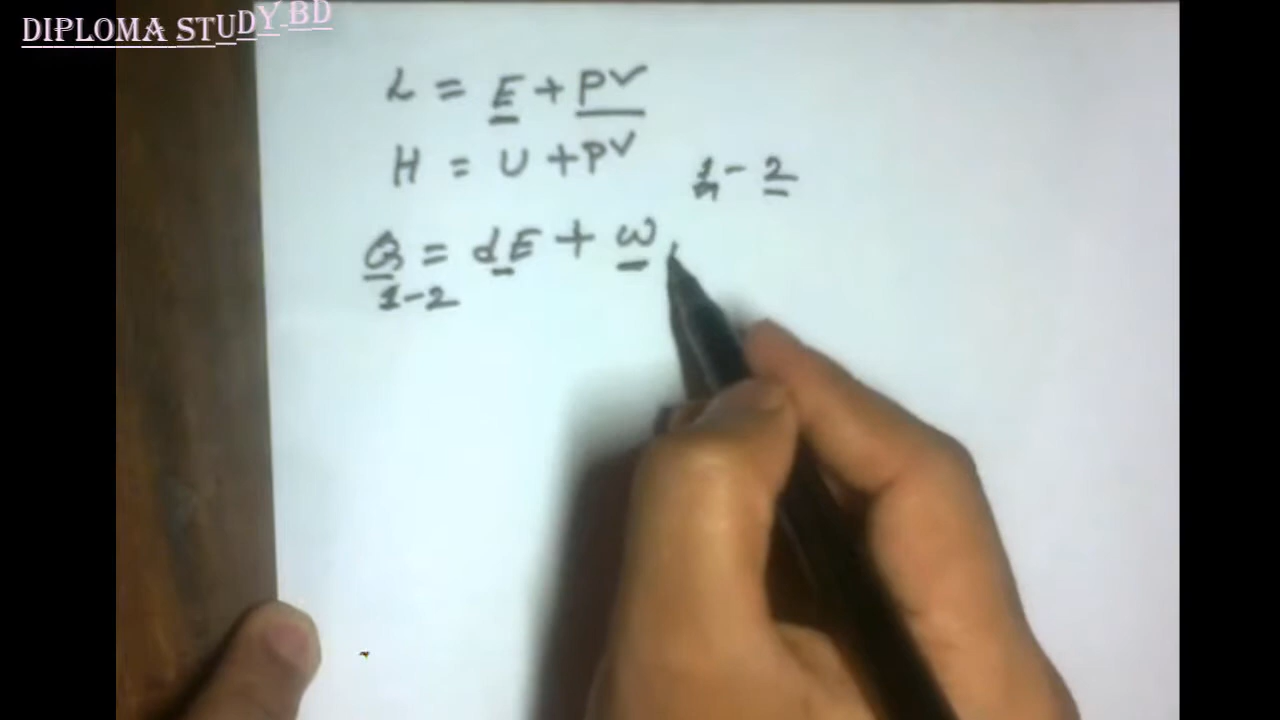 DIPLOMA STUDY BD
h = E + PV
H = U + PV
1 - 2
Q = dE + W
1-2